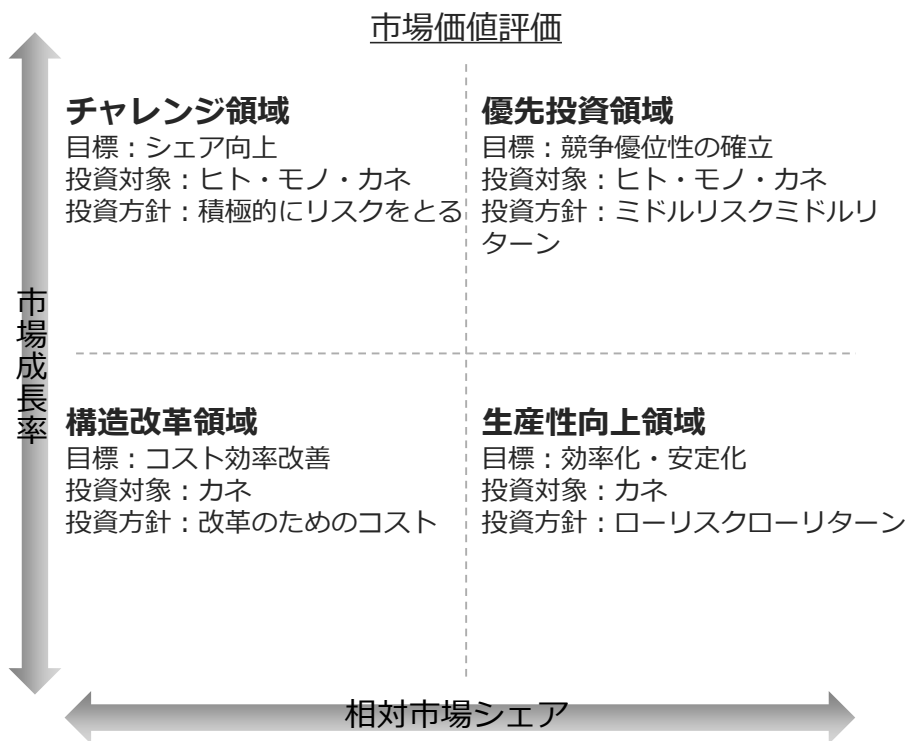 市場価値評価
チャレンジ領域
目標：シェア向上
投資対象：ヒト・モノ・カネ
投資方針：積極的にリスクをとる
優先投資領域
目標：競争優位性の確立
投資対象：ヒト・モノ・カネ
投資方針：ミドルリスクミドルリ
ターン
市場成長率
構造改革領域
目標：コスト効率改善
投資対象：カネ
投資方針：改革のためのコスト
生産性向上領域
目標：効率化・安定化
投資対象：カネ
投資方針：ローリスクローリターン
相対市場シェア